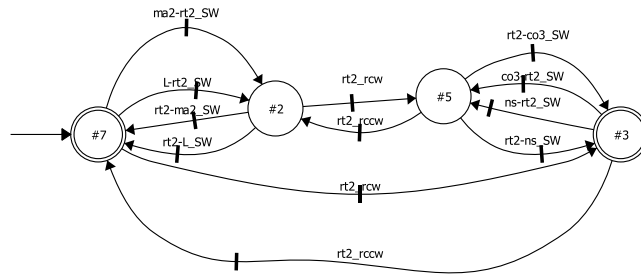 ma2-rt2_SW
rt2-co3_SW
L-rt2_SW
rt2_rcw
co3-rt2_SW
#5
ns-rt2_SW
#2
rt2-ma2_SW
rt2_rccw
#7
#3
rt2-L_SW
rt2-ns_SW
rt2_rcw
rt2_rccw